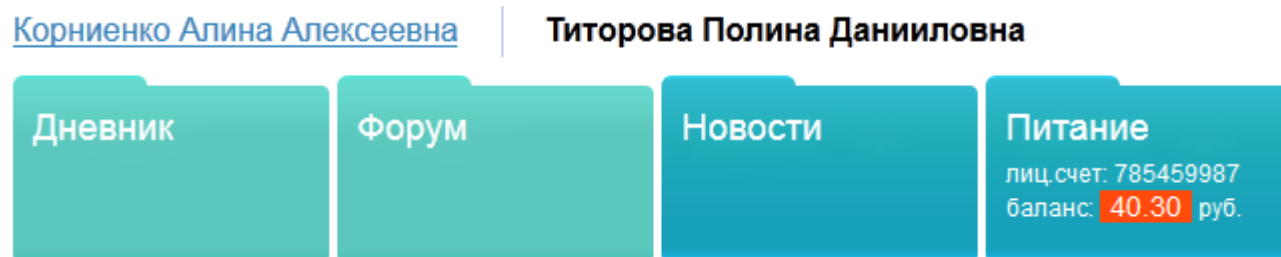 Корниенко Алина Алексеевна
Титорова Полина Данииловна
Дневник
Форум
Новости
Питание
лиц.счет: 785459987
баланс: 40.30 руб.